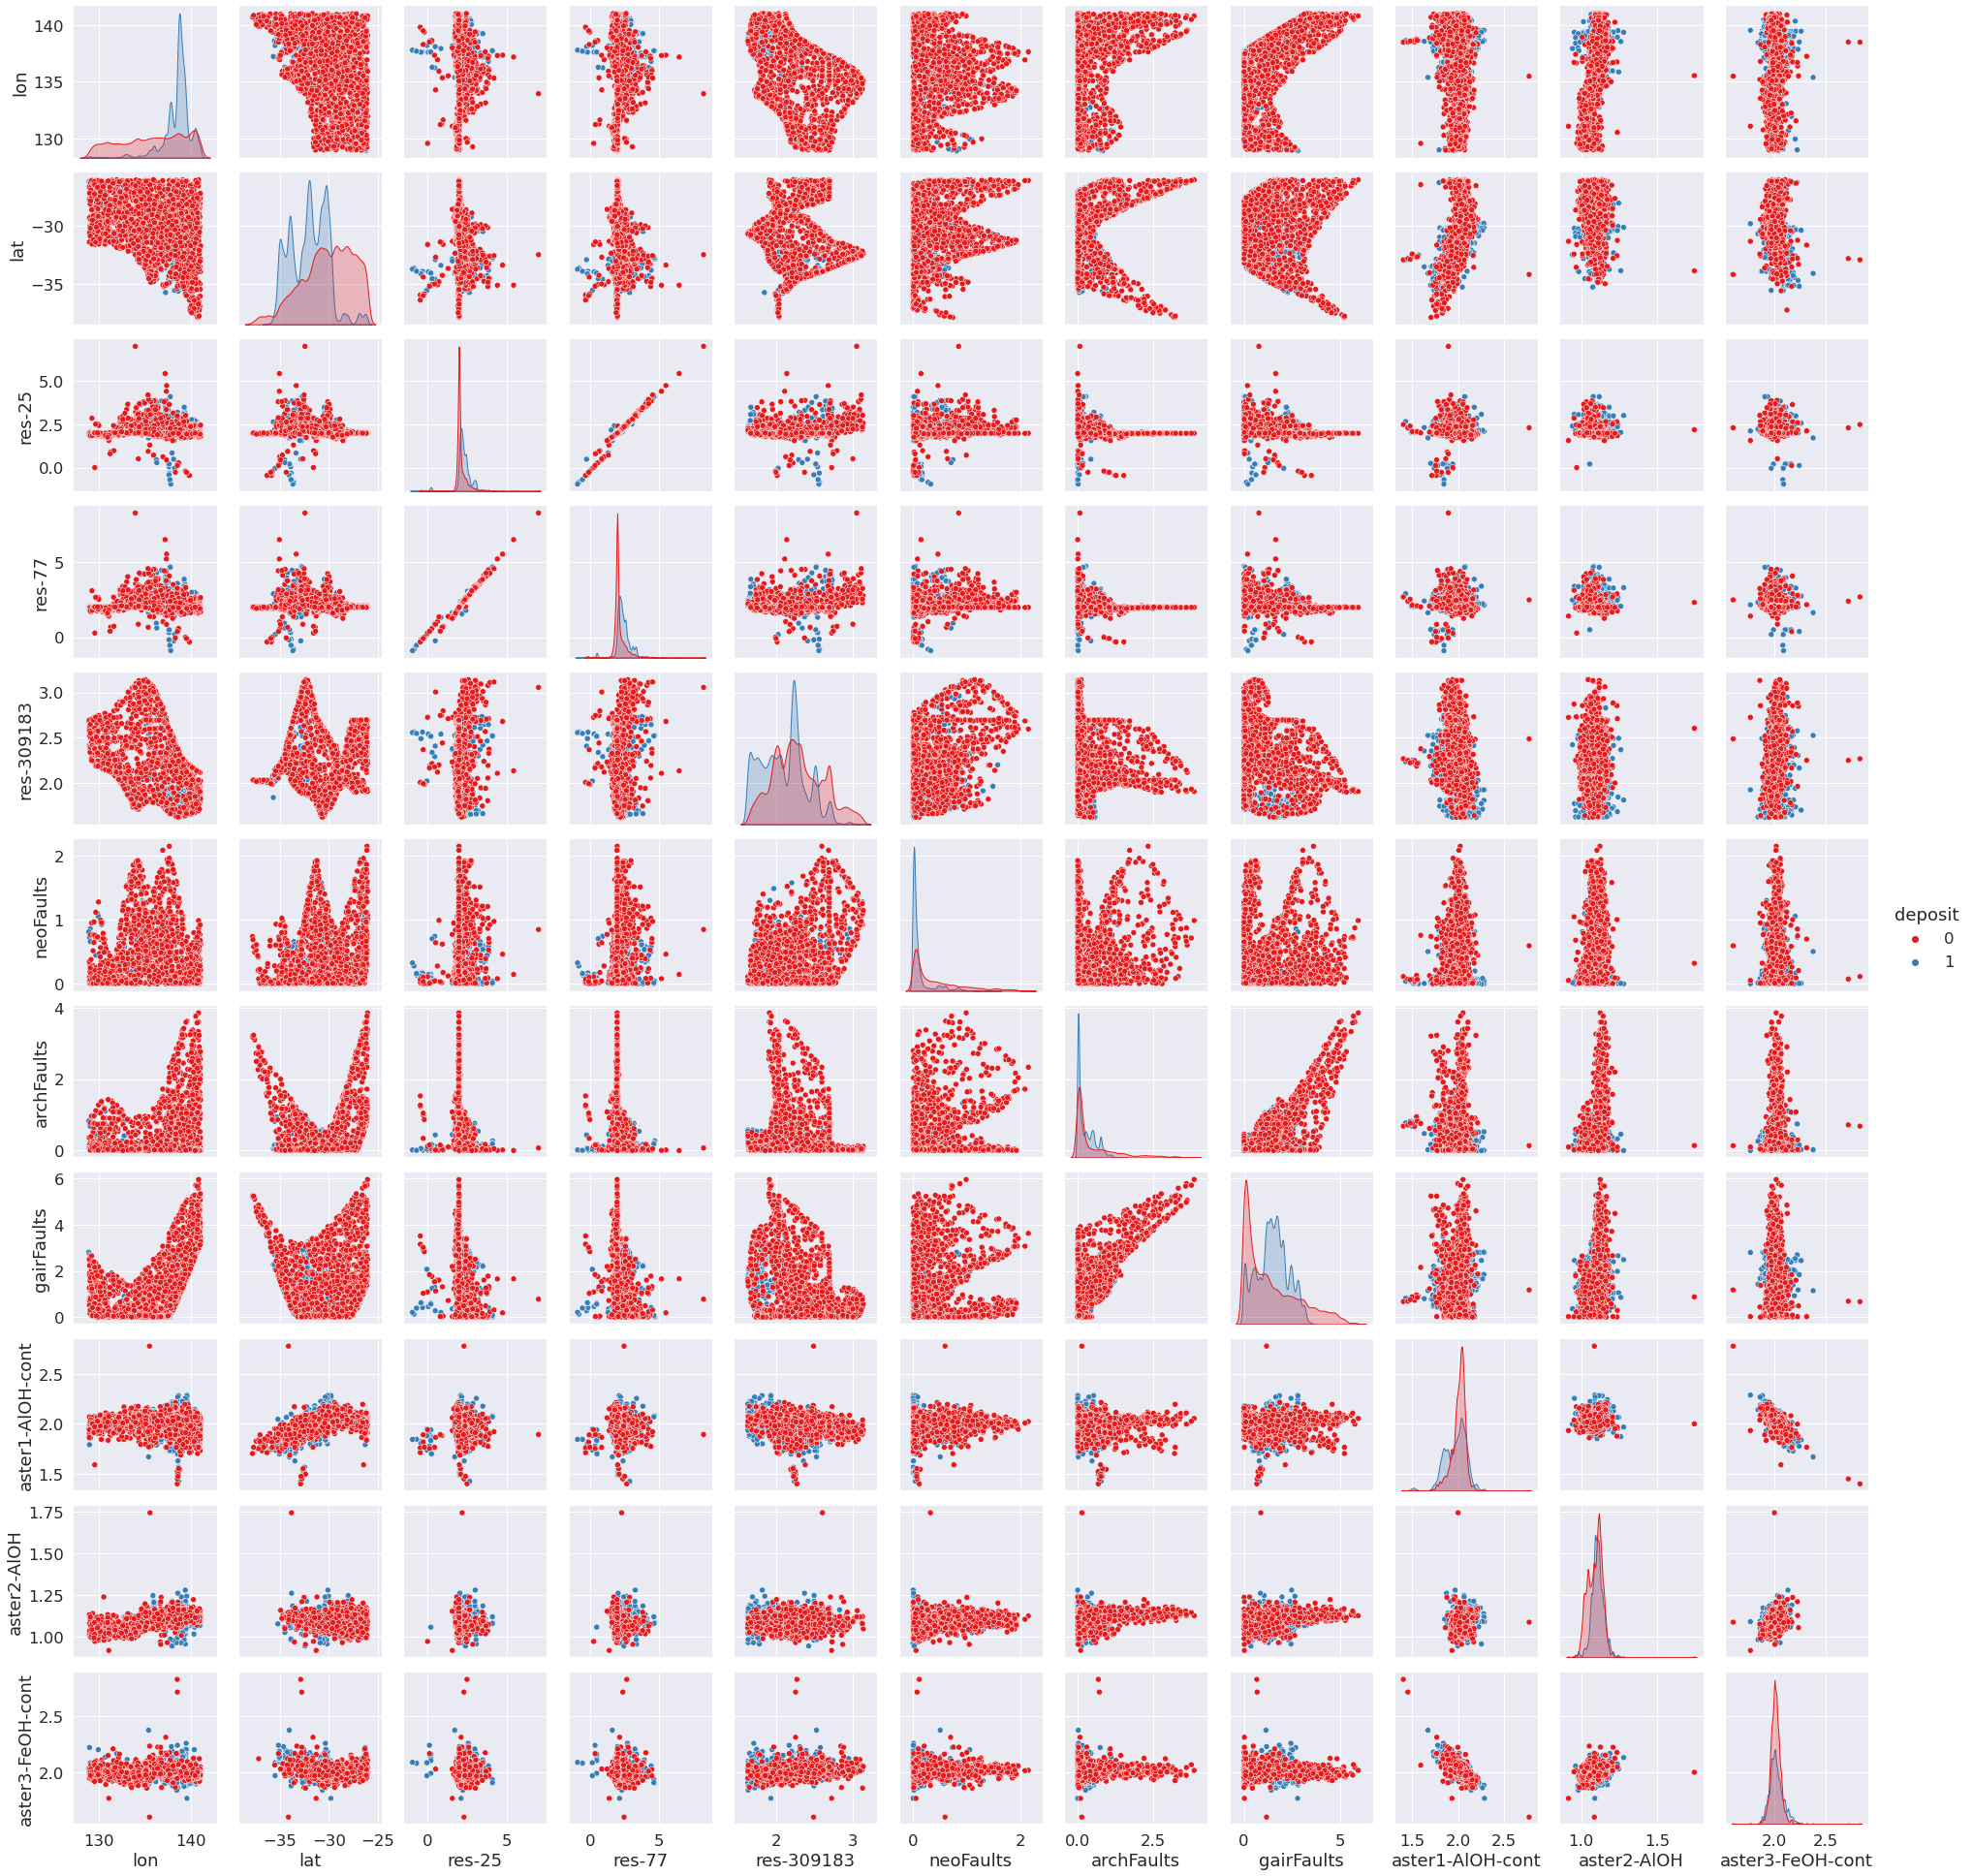 140
135
130
lon
−30
−35
lat
5.0
2.5
0.0
res-25
5
0
res-77
3.0
2.5
2.0
res-309183
2
1
0
neoFaults
deposit
0
1
4
2
0
archFaults
6
4
2
0
gairFaults
2.5
2.0
1.5
aster1-AlOH-cont
1.75
1.50
1.25
1.00
aster2-AlOH
2.5
2.0
aster3-FeOH-cont
130 140
−35 −30 −25
0 5
0 5
2 3
0 2
0.0 2.5
0 5
1.5 2.0 2.5
1.0 1.5
2.0 2.5
lon
lat
res-25
res-77
res-309183
neoFaults
archFaults
gairFaults
aster1-AlOH-cont
aster2-AlOH
aster3-FeOH-cont